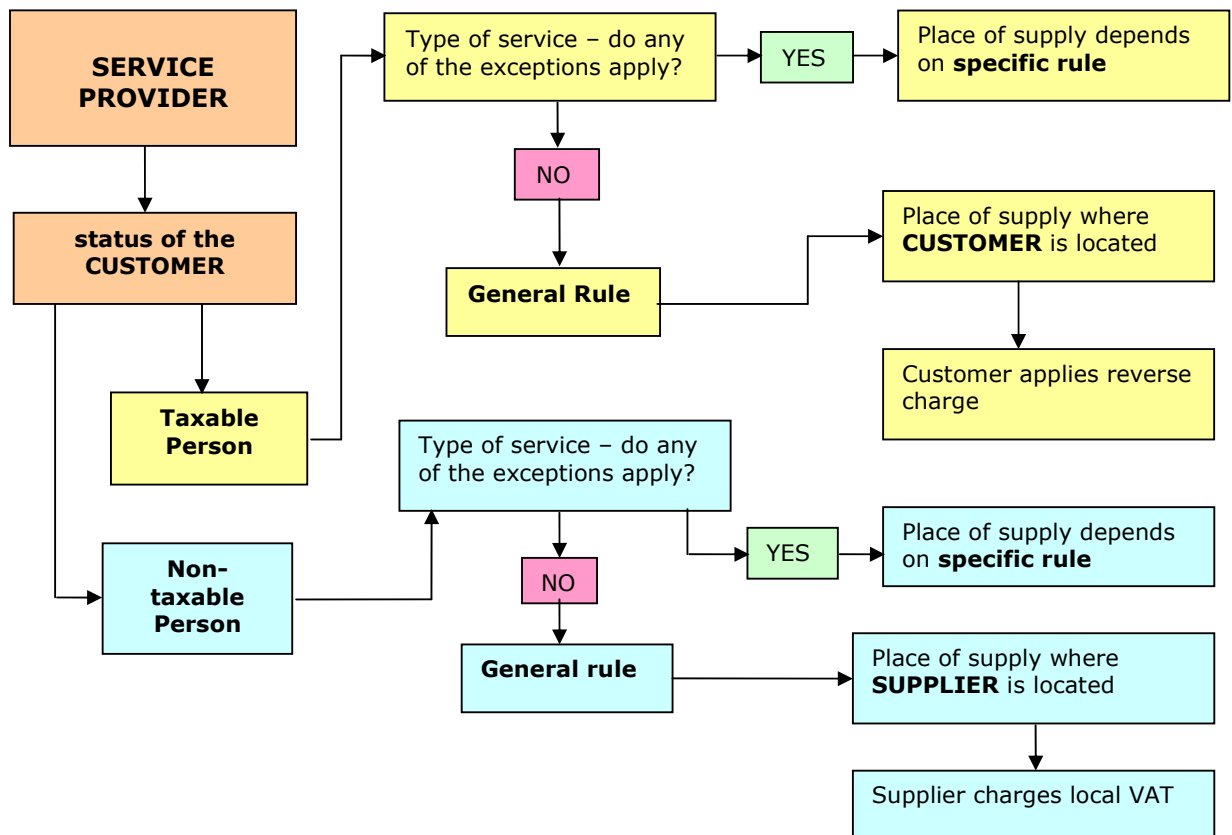 SERVICE
PROVIDER
status of the
CUSTOMER
Taxable
Person
Non-
taxable
Person
Type of service – do any
of the exceptions apply?
YES
Place of supply depends
on specific rule
NO
General Rule
Place of supply where
CUSTOMER is located
Customer applies reverse
charge
Type of service – do any
of the exceptions apply?
YES
Place of supply depends
on specific rule
NO
General rule
Place of supply where
SUPPLIER is located
Supplier charges local VAT